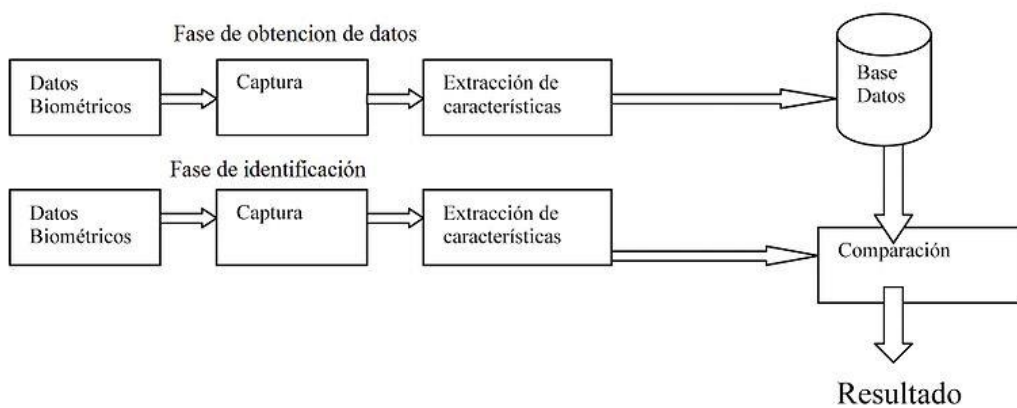 Fase de obtencion de datos
Datos
Biométricos
Captura
Extracción de
características
Base
Datos
Fase de identificación
Datos
Biométricos
Captura
Extracción de
características
Comparación
Resultado